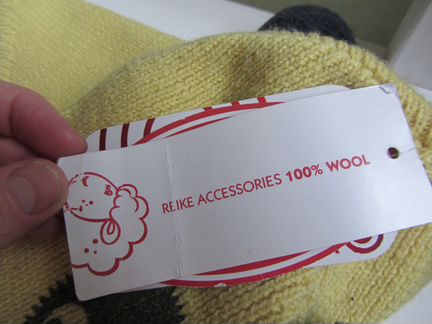 REIKE ACCESSORIES 100% WOOL